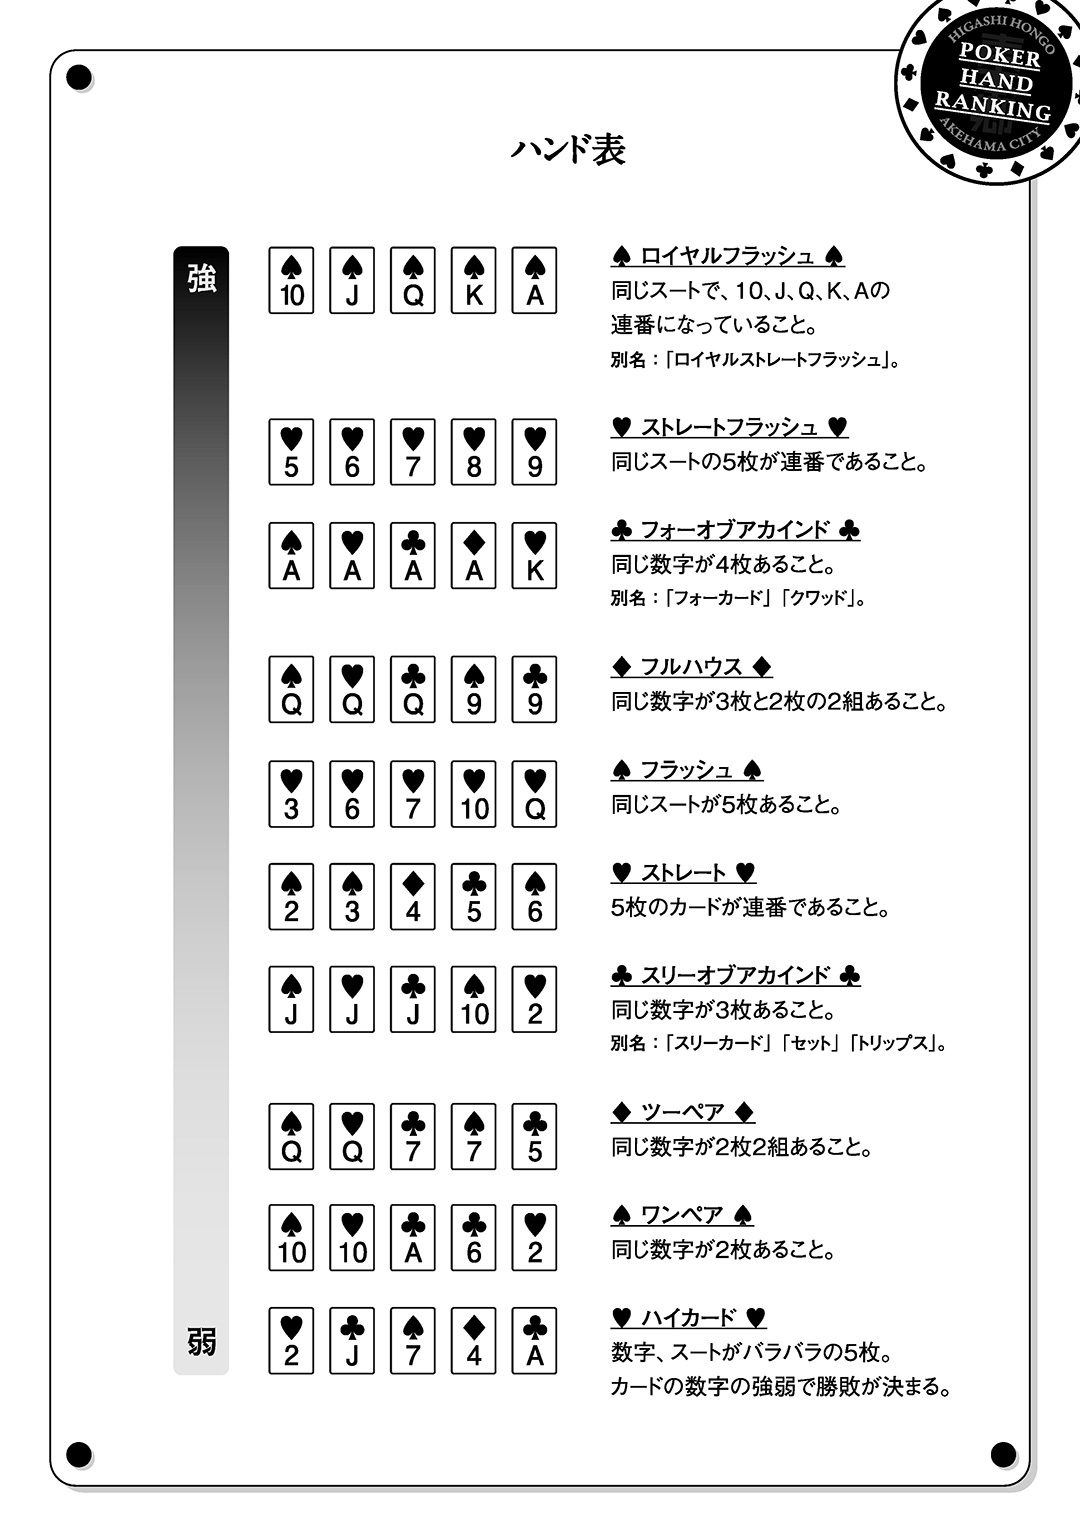 HIGASHI HONGO
POKER
HAND
RANKING
AKEHAMA CITY
ハンド表
強
♠10 ♠J ♠Q ♠K ♠A
♠ ロイヤルフラッシュ ♠
同じスートで、10、J、Q、K、Aの
連番になっていること。
別名：「ロイヤルストレートフラッシュ」。
♥5 ♥6 ♥7 ♥8 ♥9
♥ ストレートフラッシュ ♥
同じスートの5枚が連番であること。
♠A ♥A ♣A ♦A ♥K
♣ フォーオブアカインド ♣
同じ数字が4枚あること。
別名：「フォーカード」「クワッド」。
♠Q ♥Q ♣Q ♠9 ♣9
♦ フルハウス ♦
同じ数字が3枚と2枚の2組あること。
♥3 ♥6 ♥7 ♥10 ♥Q
♠ フラッシュ ♠
同じスートが5枚あること。
♠2 ♠3 ♦4 ♣5 ♠6
♥ ストレート ♥
5枚のカードが連番であること。
♠J ♥J ♣J ♠10 ♥2
♣ スリーオブアカインド ♣
同じ数字が3枚あること。
別名：「スリーカード」「セット」「トリップス」。
♠Q ♥Q ♣7 ♠7 ♣5
♦ ツーペア ♦
同じ数字が2枚2組あること。
♠10 ♥10 ♣A ♣6 ♥2
♠ ワンペア ♠
同じ数字が2枚あること。
弱
♥2 ♣J ♠7 ♦4 ♣A
♥ ハイカード ♥
数字、スートがバラバラの5枚。
カードの数字の強弱で勝敗が決まる。